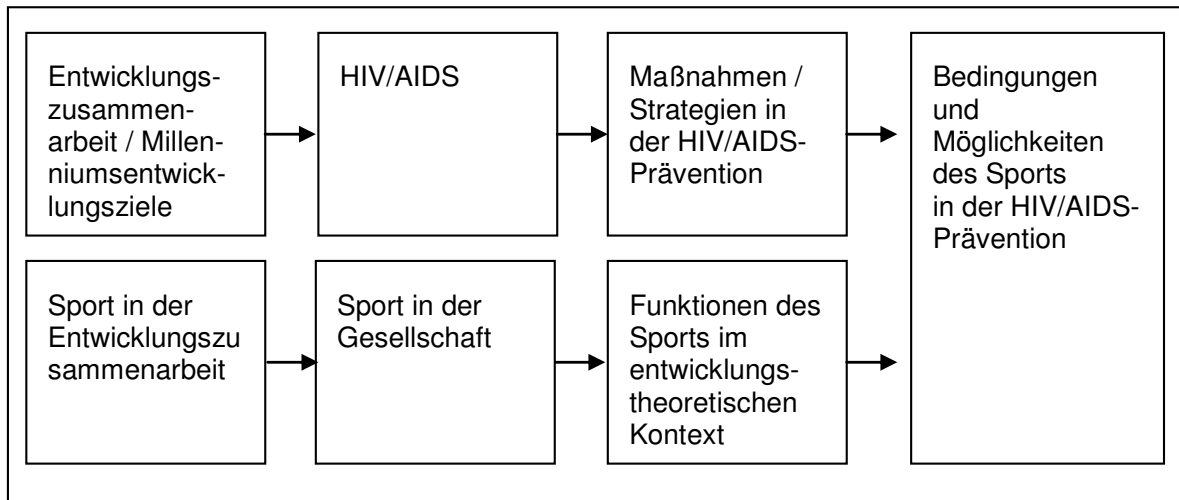 Entwicklungs-
zusammen-
arbeit / Millen-
niumsentwick-
lungsziele
HIV/AIDS
Maßnahmen /
Strategien in
der HIV/AIDS-
Prävention
Bedingungen
und
Möglichkeiten
des Sports
in der HIV/AIDS-
Prävention
Sport in der
Entwicklungszu
sammenarbeit
Sport in der
Gesellschaft
Funktionen des
Sports im
entwicklungs-
theoretischen
Kontext